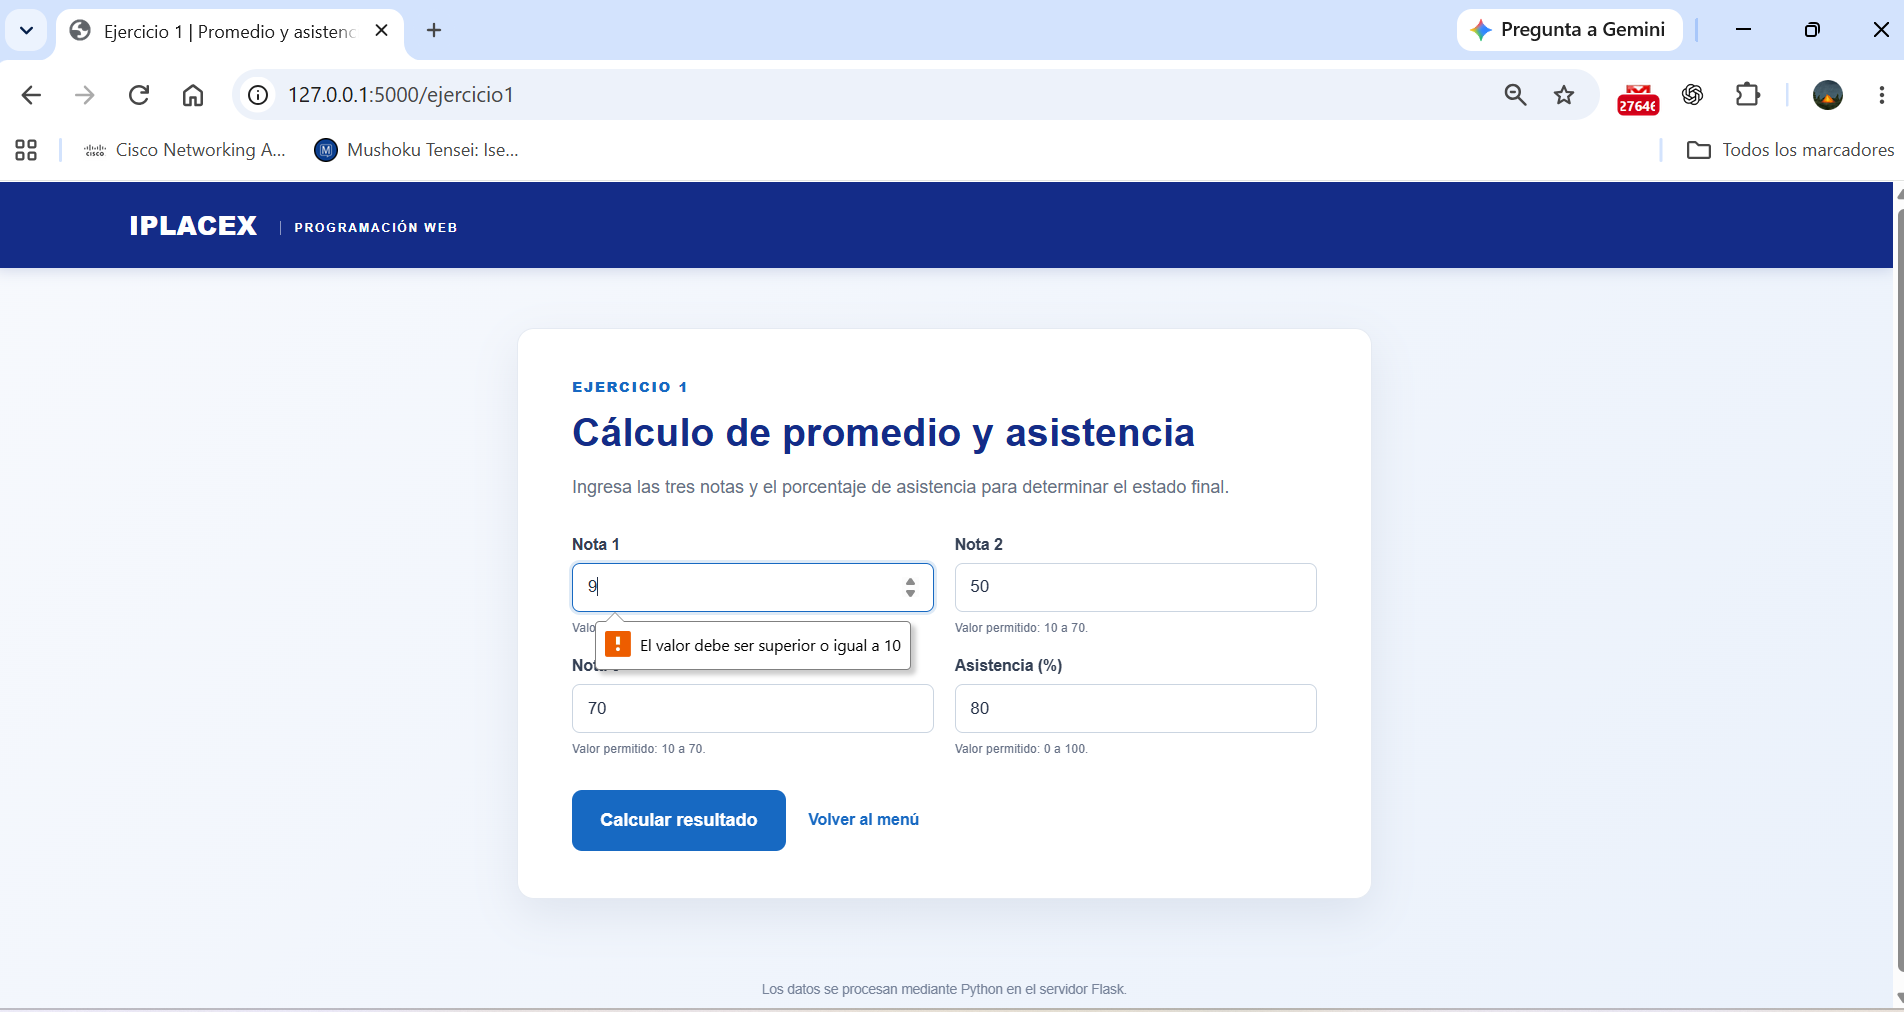 Ejercicio 1 | Promedio y asistenc
Pregunta a Gemini
127.0.0.1:5000/ejercicio1
27646
Cisco Networking A...
Mushoku Tensei: Ise...
Todos los marcadores
IPLACEX
PROGRAMACIÓN WEB
EJERCICIO 1
Cálculo de promedio y asistencia
Ingresa las tres notas y el porcentaje de asistencia para determinar el estado final.
Nota 1
Nota 2
9
50
Valo
Valor permitido: 10 a 70.
El valor debe ser superior o igual a 10
Asistencia (%)
70
80
Valor permitido: 10 a 70.
Valor permitido: 0 a 100.
Calcular resultado
Volver al menú
Los datos se procesan mediante Python en el servidor Flask.